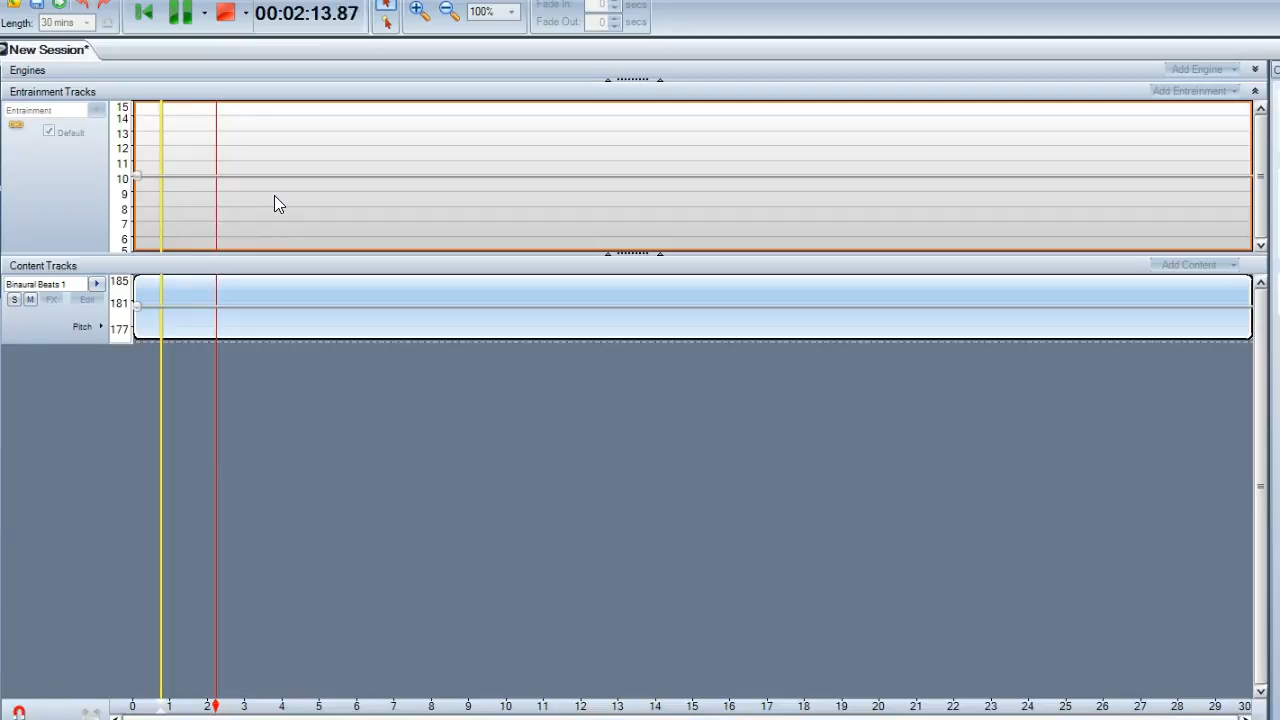 Fade In: 0 secs
Length: 30 mins 00:02:13.87 100% Fade Out: 0 secs
New Session*
Engines Add Engine
Entrainment Tracks Add Entrainment
Entrainment
Default
15
14
13
12
11
10
9
8
7
6
5
Content Tracks Add Content
Binaural Beats 1
S M FX Edit
Pitch
185
181
177
0 1 2 3 4 5 6 7 8 9 10 11 12 13 14 15 16 17 18 19 20 21 22 23 24 25 26 27 28 29 30